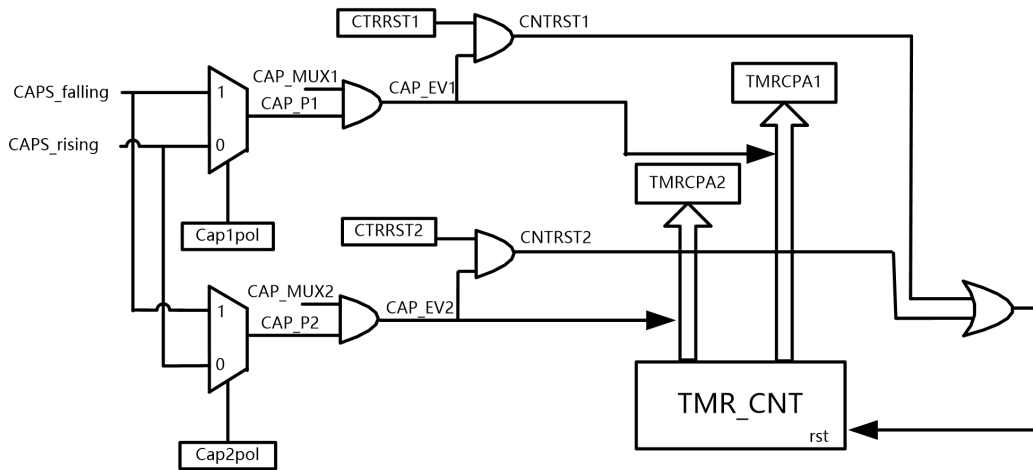 CTRRST1
CNTRST1
CAPS_falling
1
CAP_MUX1
CAP_EV1
TMRCPA1
CAP_P1
CAPS_rising
0
TMRCPA2
Cap1pol
CTRRST2
CNTRST2
CAP_MUX2
CAP_EV2
1
CAP_P2
0
TMR_CNT
rst
Cap2pol